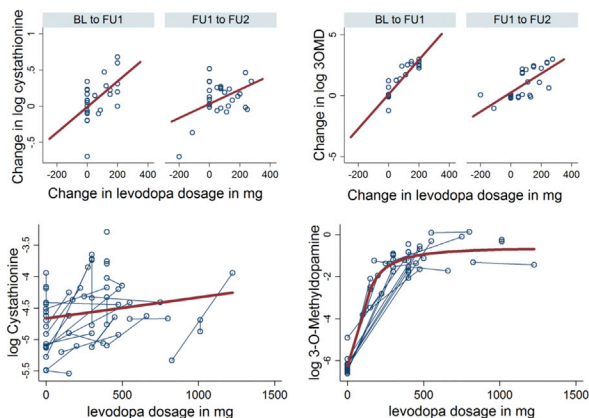 BL to FU1
FU1 to FU2
Change in log cystathionine
1
.5
0
-.5
-200 0 200 400
-200 0 200 400
Change in levodopa dosage in mg
BL to FU1
FU1 to FU2
Change in log 3OMD
5
0
-5
-200 0 200 400
-200 0 200 400
Change in levodopa dosage in mg
log Cystathionine
-3.5
-4
-4.5
-5
-5.5
0 500 1000 1500
levodopa dosage in mg
log 3-O-Methyldopamine
0
-2
-4
-6
0 500 1000 1500
levodopa dosage in mg